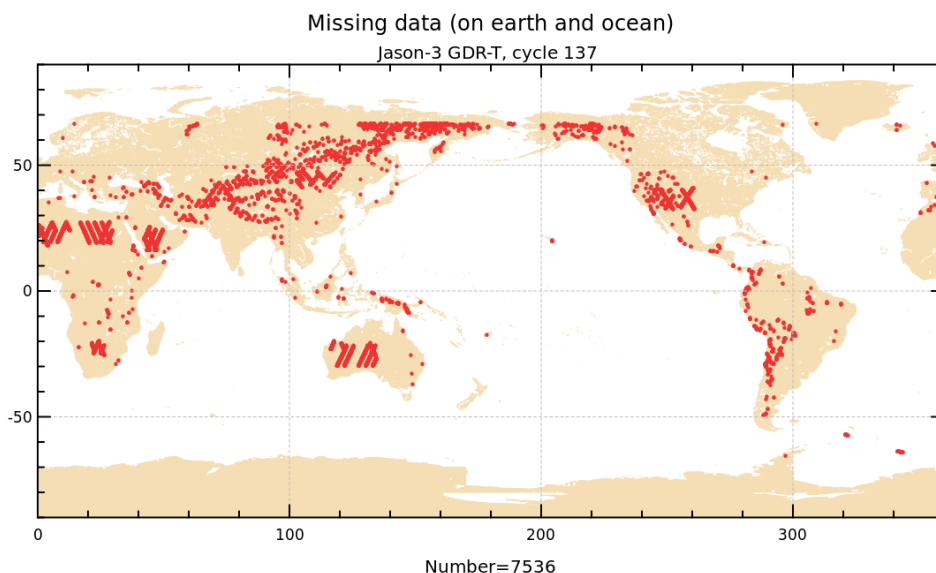 Missing data (on earth and ocean)
Jason-3 GDR-T, cycle 137
50
0
-50
0 100 200 300
Number=7536